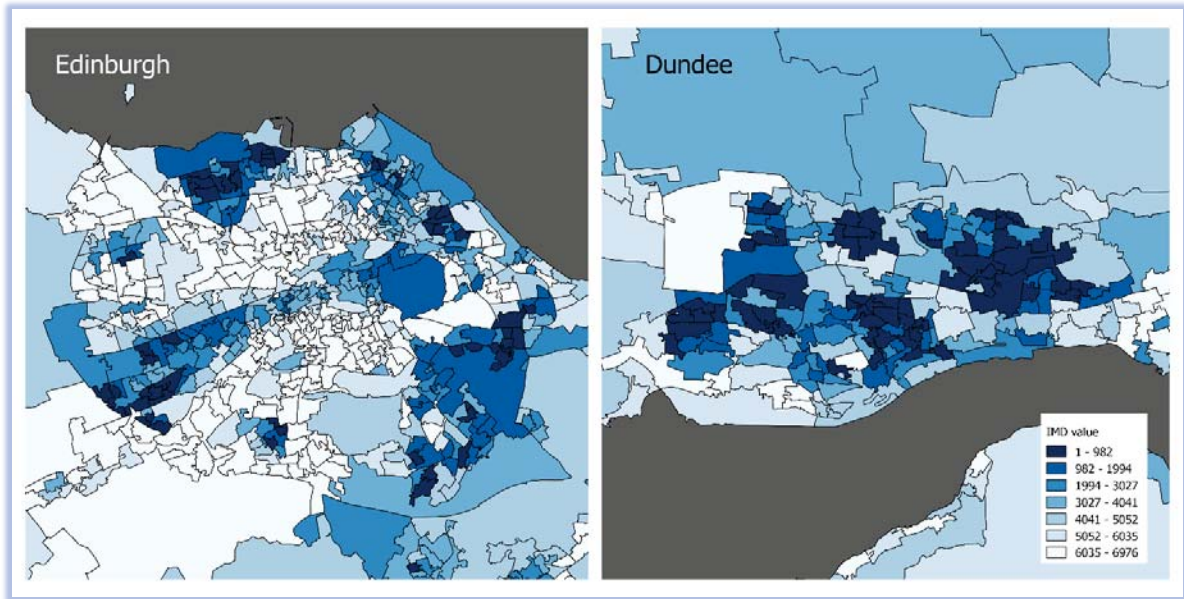 Edinburgh
Dundee
IMD value
1 - 982
982 - 1994
1994 - 3027
3027 - 4041
4041 - 5052
5052 - 6035
6035 - 6976